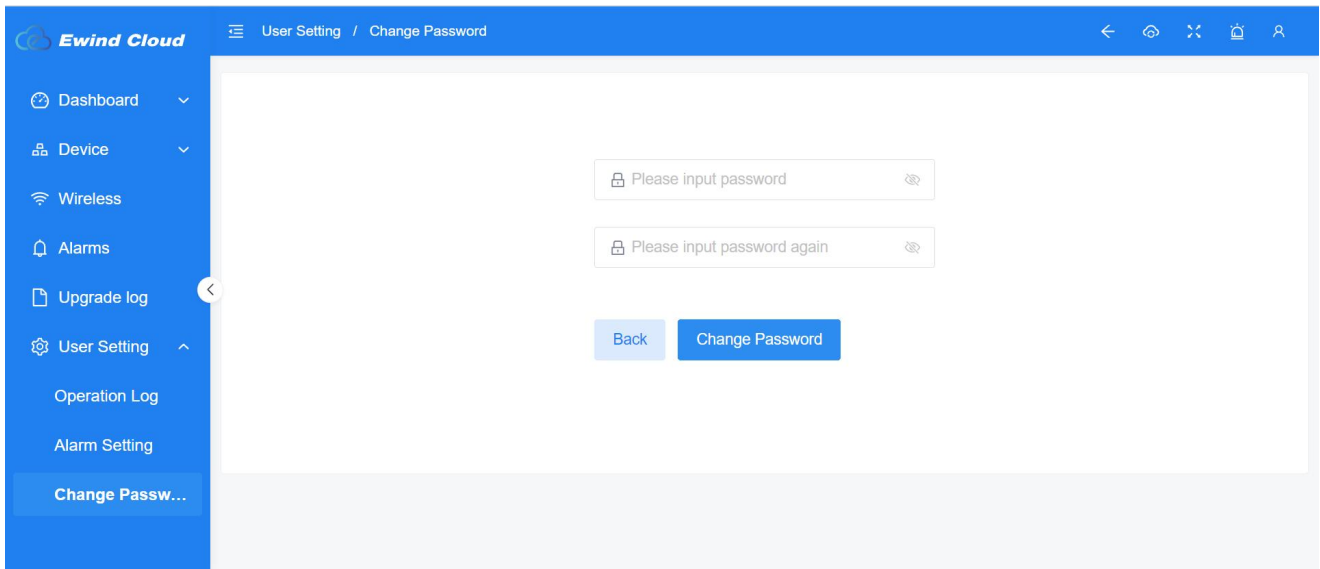 Ewind Cloud
User Setting / Change Password
Dashboard
Device
Wireless
Alarms
Upgrade log
User Setting
Operation Log
Alarm Setting
Change Passw...
Please input password
Please input password again
Back
Change Password